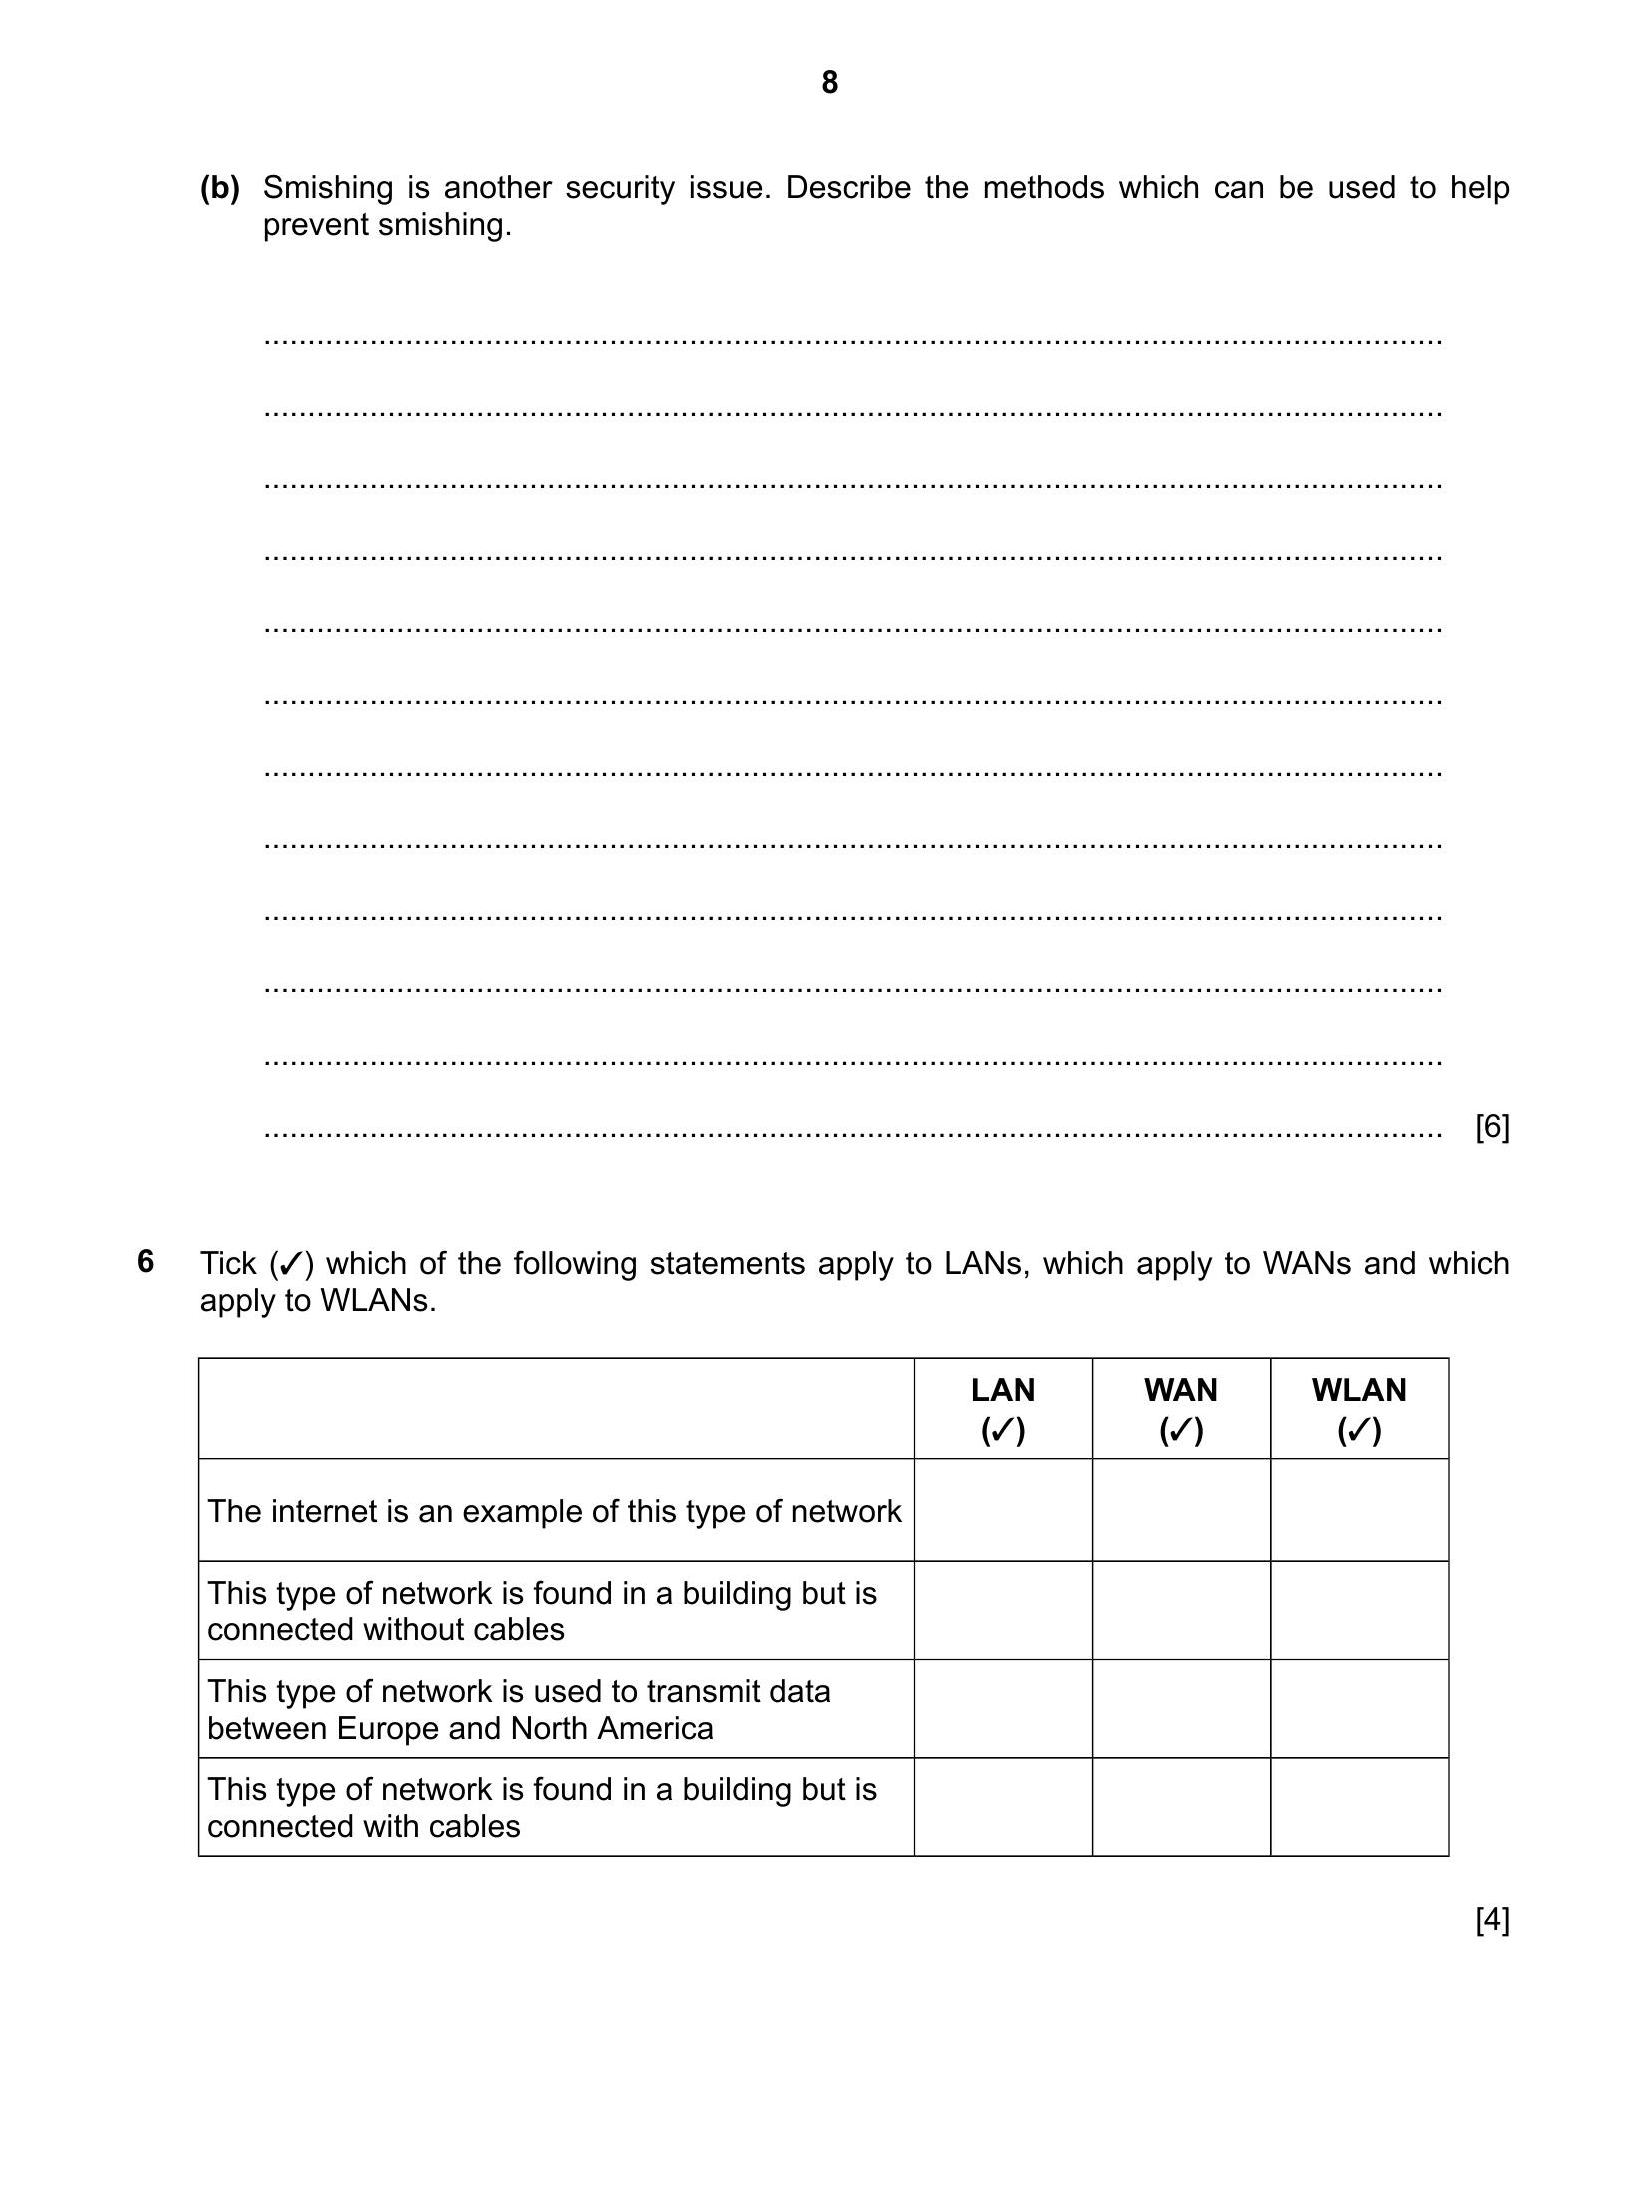 8
(b) Smishing is another security issue. Describe the methods which can be used to help
prevent smishing.
..........................................................................................................................................
..........................................................................................................................................
..........................................................................................................................................
..........................................................................................................................................
..........................................................................................................................................
..........................................................................................................................................
..........................................................................................................................................
..........................................................................................................................................
..........................................................................................................................................
..........................................................................................................................................
..........................................................................................................................................
.......................................................................................................................................... [6]
6 Tick (✓) which of the following statements apply to LANs, which apply to WANs and which
apply to WLANs.
LAN WAN WLAN
(✓) (✓) (✓)
The internet is an example of this type of network
This type of network is found in a building but is
connected without cables
This type of network is used to transmit data
between Europe and North America
This type of network is found in a building but is
connected with cables
[4]